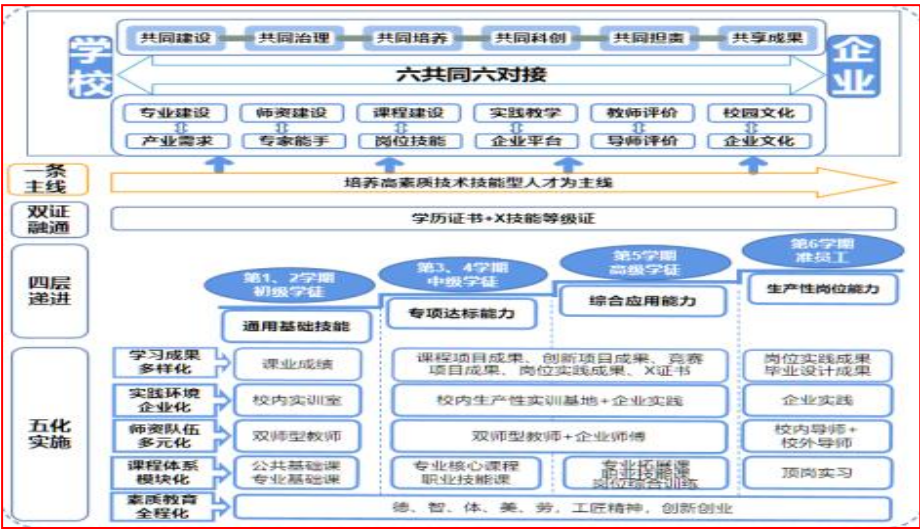 共同建设 共同治理 共同培养 共同科创 共同担责 共享成果
学校
企业
六共同六对接
专业建设 师资建设 课程建设 实践教学 教师评价 校园文化
产业需求 专家能手 岗位技能 企业平台 导师评价 企业文化
一条
主线
培养高素质技术技能型人才为主线
双证
融通
学历证书+X技能等级证
四层
递进
第1、2学期
初级学徒
通用基础技能
第3、4学期
中级学徒
专项达标能力
第5学期
高级学徒
综合应用能力
第6学期
准员工
生产性岗位能力
五化
实施
学习成果
多样化
课业成绩
课程项目成果、创新项目成果、竞赛
项目成果、岗位实践成果、X证书
岗位实践成果
毕业设计成果
实践环境
企业化
校内实训室
校内生产性实训基地+企业实践
企业实践
师资队伍
多元化
双师型教师
双师型教师+企业师傅
校内导师+
校外导师
课程体系
模块化
公共基础课
专业基础课
专业核心课程
职业技能课
专业拓展课
职业技能课
岗位综合训练
顶岗实习
素质教育
全程化
德、智、体、美、劳，工匠精神，创新创业